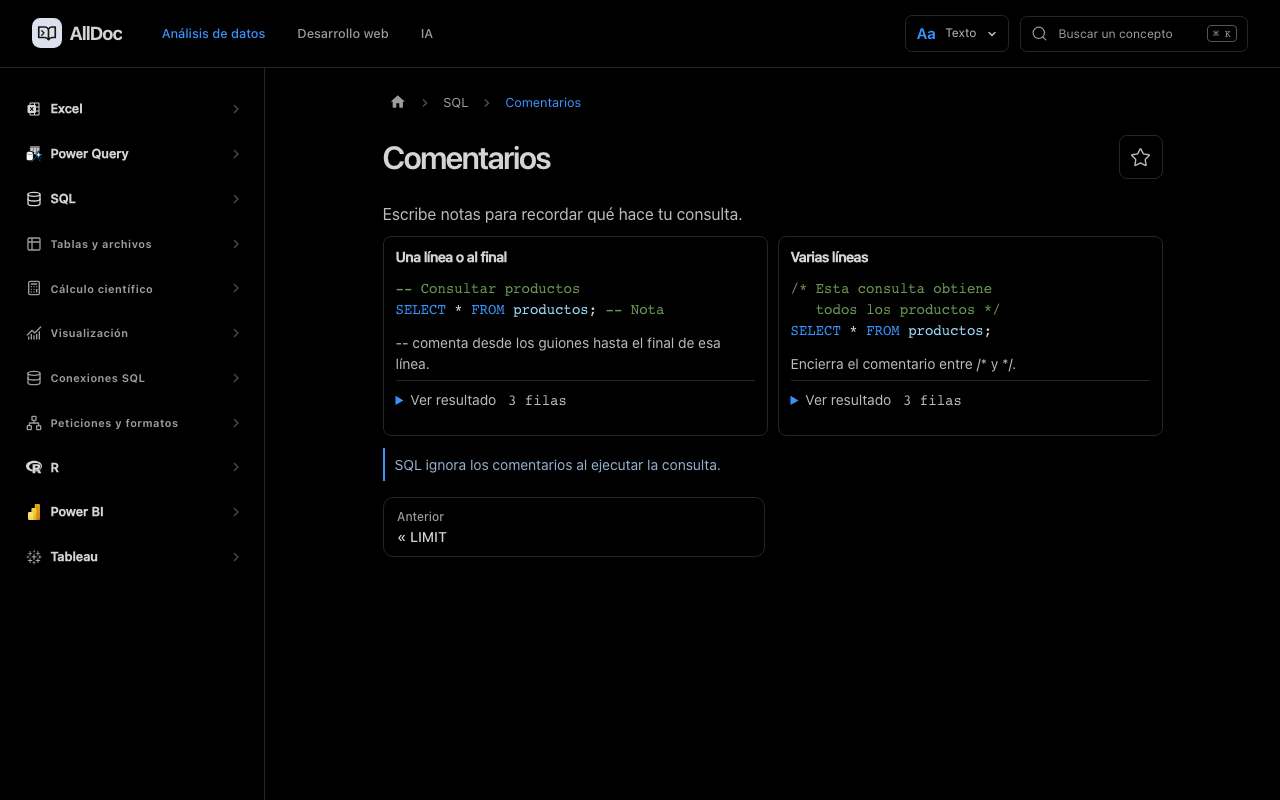 AllDoc
Análisis de datos
Desarrollo web
IA
Aa Texto
Buscar un concepto
⌘ K
Excel
Power Query
SQL
Tablas y archivos
Cálculo científico
Visualización
Conexiones SQL
Peticiones y formatos
R
Power BI
Tableau
SQL
Comentarios
Comentarios
Escribe notas para recordar qué hace tu consulta.
Una línea o al final
-- Consultar productos
SELECT * FROM productos; -- Nota
-- comenta desde los guiones hasta el final de esa
línea.
Ver resultado 3 filas
Varias líneas
/* Esta consulta obtiene
todos los productos */
SELECT * FROM productos;
Encierra el comentario entre /* y */.
Ver resultado 3 filas
SQL ignora los comentarios al ejecutar la consulta.
Anterior
« LIMIT